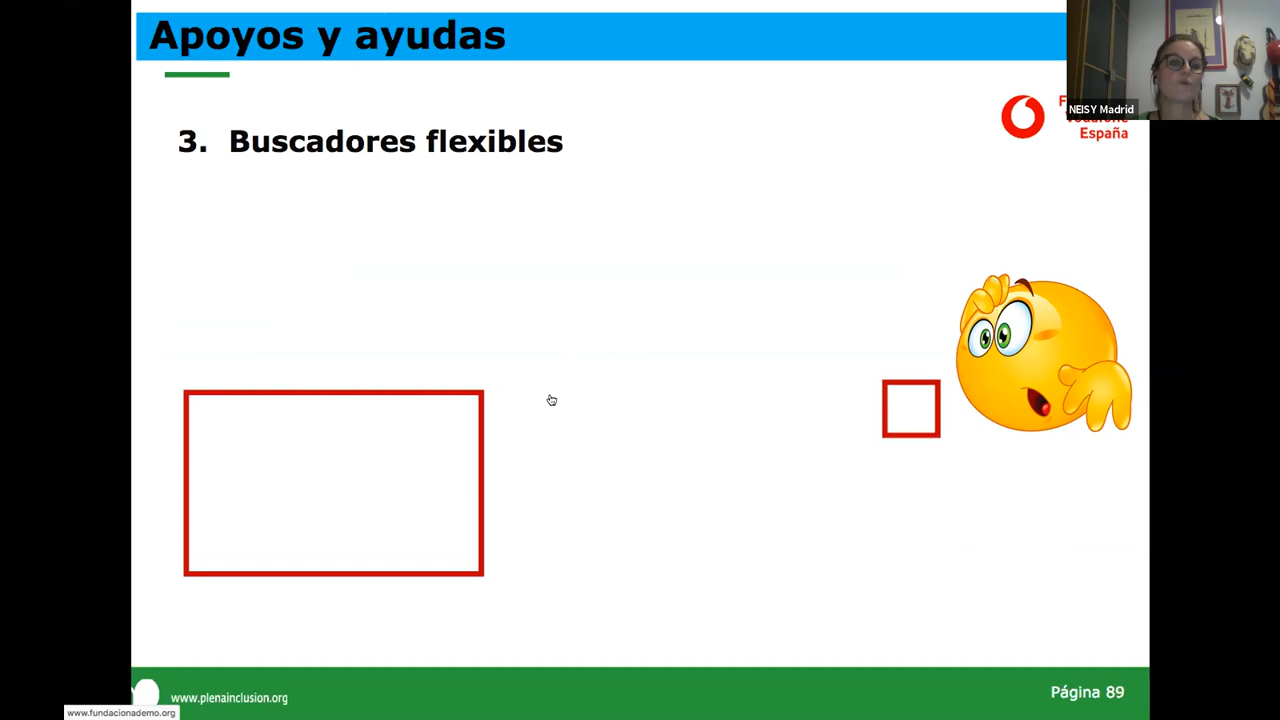 Apoyos y ayudas
NEISY Madrid
España
3. Buscadores flexibles
www.plenainclusion.org
Página 89
www.fundacionademo.org